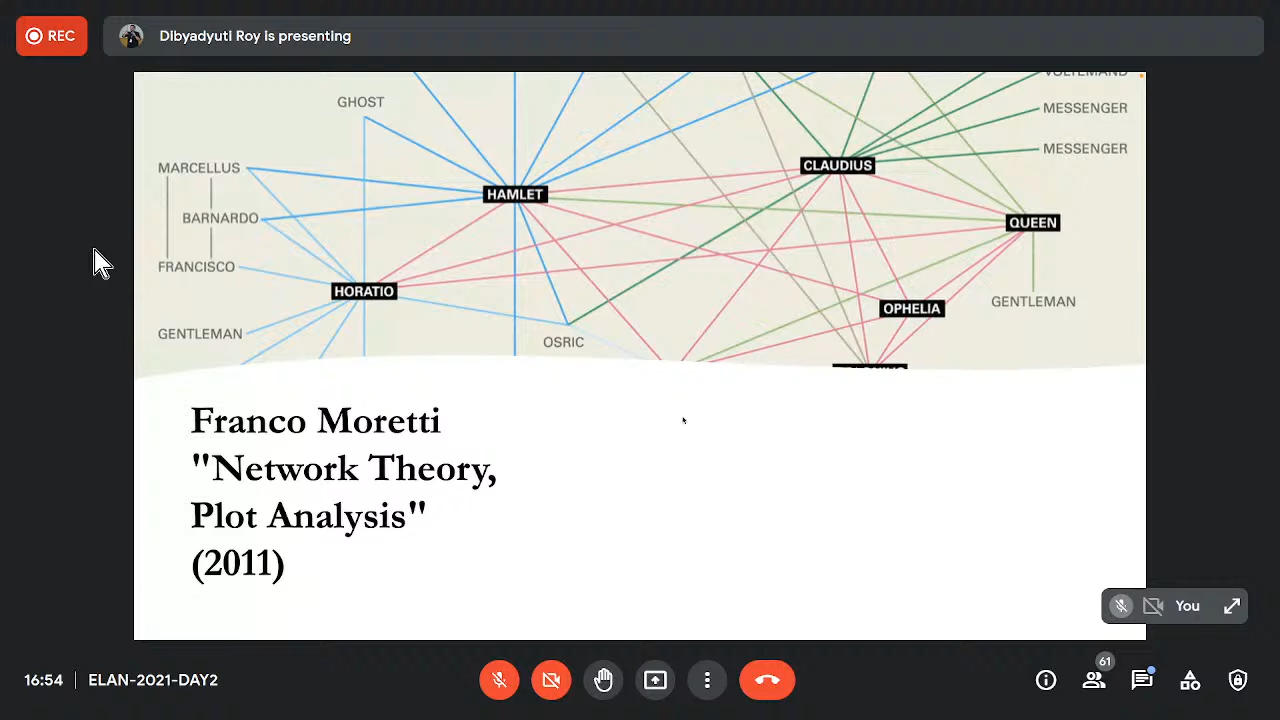 REC
Dibyadyuti Roy is presenting
VOLTEMAND
GHOST
MESSENGER
MESSENGER
CLAUDIUS
MARCELLUS
HAMLET
BARNARDO
QUEEN
FRANCISCO
HORATIO
GENTLEMAN
OPHELIA
GENTLEMAN
OSRIC
Franco Moretti
"Network Theory,
Plot Analysis"
(2011)
You
61
16:54 | ELAN-2021-DAY2